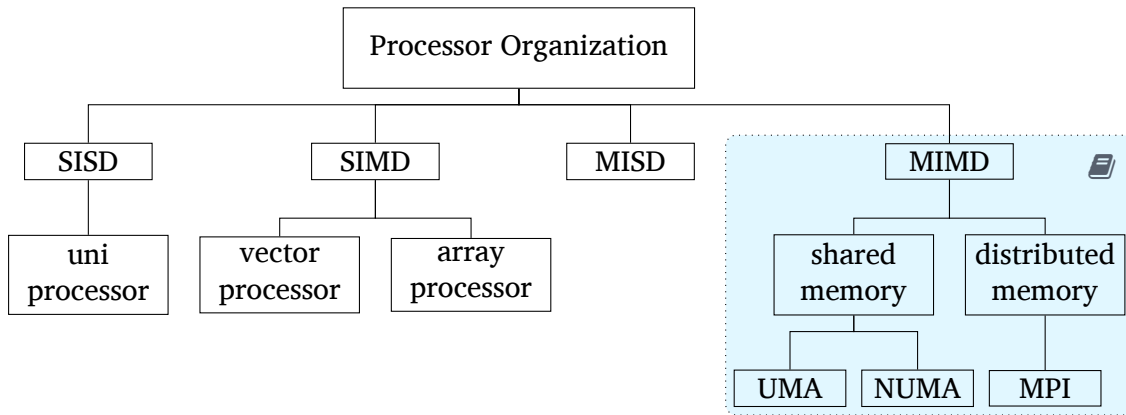 Processor Organization
SISD
SIMD
MISD
MIMD
uni
processor
vector
processor
array
processor
shared
memory
distributed
memory
UMA
NUMA
MPI